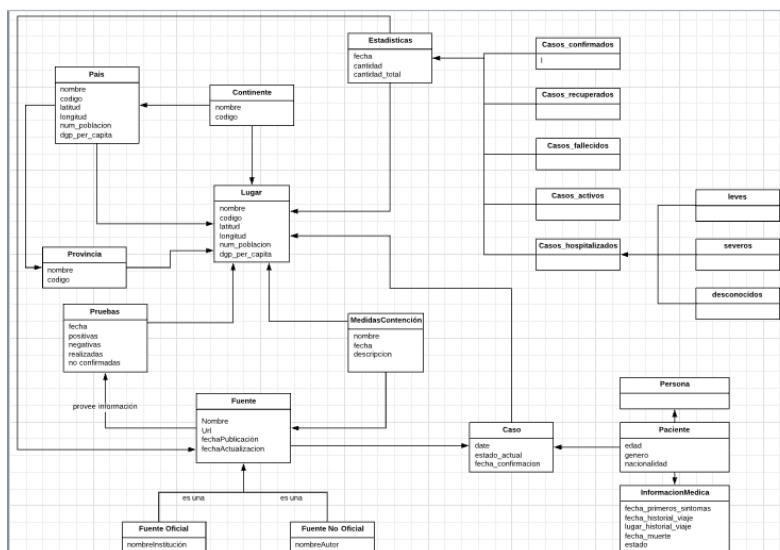 Estadísticas
fecha
cantidad
cantidad_total
Casos_confirmados
l
Casos_recuperados
Casos_fallecidos
Casos_activos
Casos_hospitalizados
leves
severos
desconocidos
País
nombre
codigo
latitud
longitud
num_poblacion
dgp_per_capita
Continente
nombre
codigo
Lugar
nombre
codigo
latitud
longitud
num_poblacion
dgp_per_capita
Provincia
nombre
codigo
Pruebas
fecha
positivas
negativas
realizadas
no confirmadas
MedidasContención
nombre
fecha
descripcion
provee información
Fuente
Nombre
Url
fechaPublicación
fechaActualizacion
Caso
date
estado_actual
fecha_confirmacion
Persona
Paciente
edad
genero
nacionalidad
InformacionMedica
fecha_primeros_sintomas
fecha_historial_viaje
lugar_historial_viaje
fecha_muerte
estado
es una
es una
Fuente Oficial
nombreInstitución
Fuente No Oficial
nombreAutor